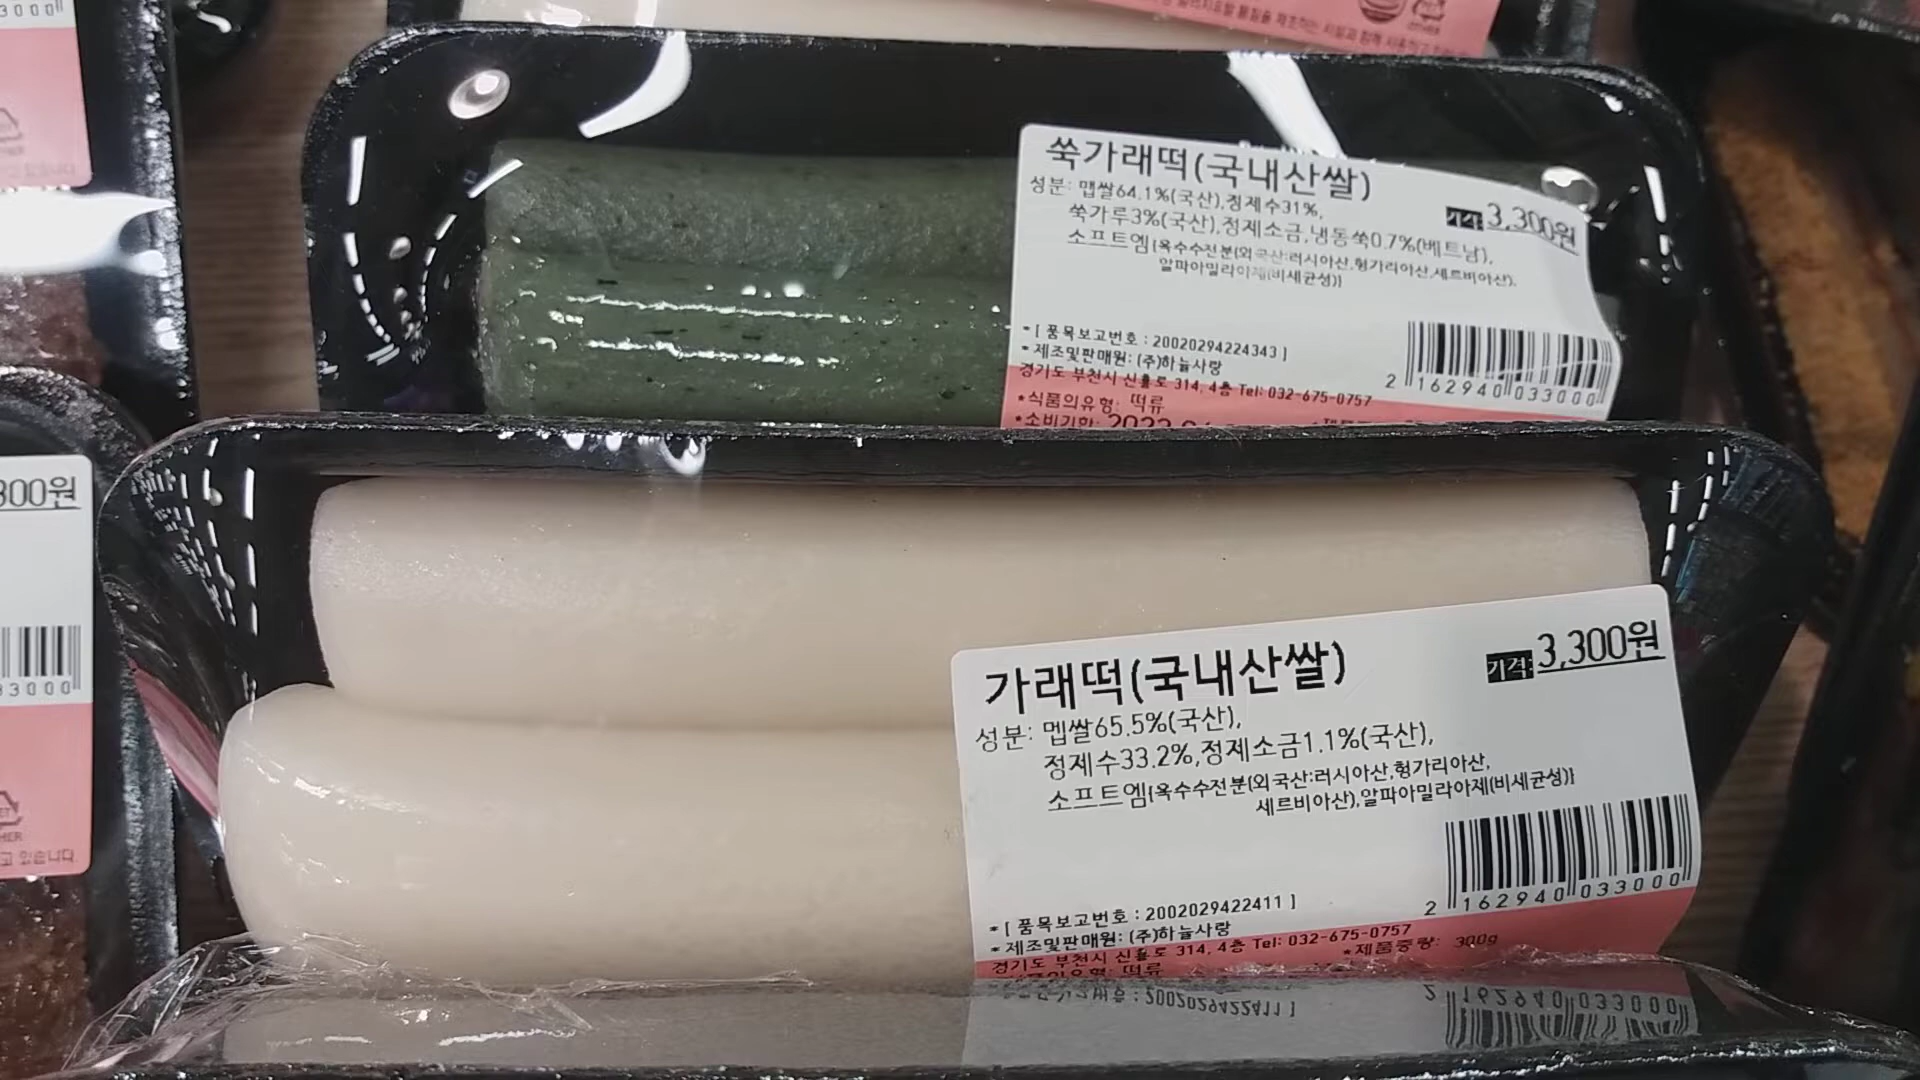 쑥가래떡(국내산쌀)
성분: 맵쌀64.1%(국산),정제수31%,
쑥가루3%(국산),정제소금,냉동쑥0.7%(베트남),
소프트엠{옥수수전분(외국산:러시아산,헝가리아산,세르비아산),
알파아밀라아제(비세균성)}
가격: 3,300원
*[ 품목보고번호 : 20020294224343 ]
*제조및판매원: (주)하늘사랑
경기도 부천시 신흥로 314, 4층 Tel: 032-675-0757
*식품의유형: 떡류
*소비기한:
2 162940 033000
300원
33000
고 있습니다
가래떡(국내산쌀)
가격: 3,300원
성분: 멥쌀65.5%(국산),
정제수33.2%,정제소금1.1%(국산),
소프트엠{옥수수전분(외국산:러시아산,헝가리아산,
세르비아산),알파아밀라아제(비세균성)}
*[ 품목보고번호 : 2002029422411 ]
*제조및판매원: (주)하늘사랑
경기도 부천시 신흥로 314, 4층 Tel: 032-675-0757
*제품중량: 300g
떡류
2 162940 033000